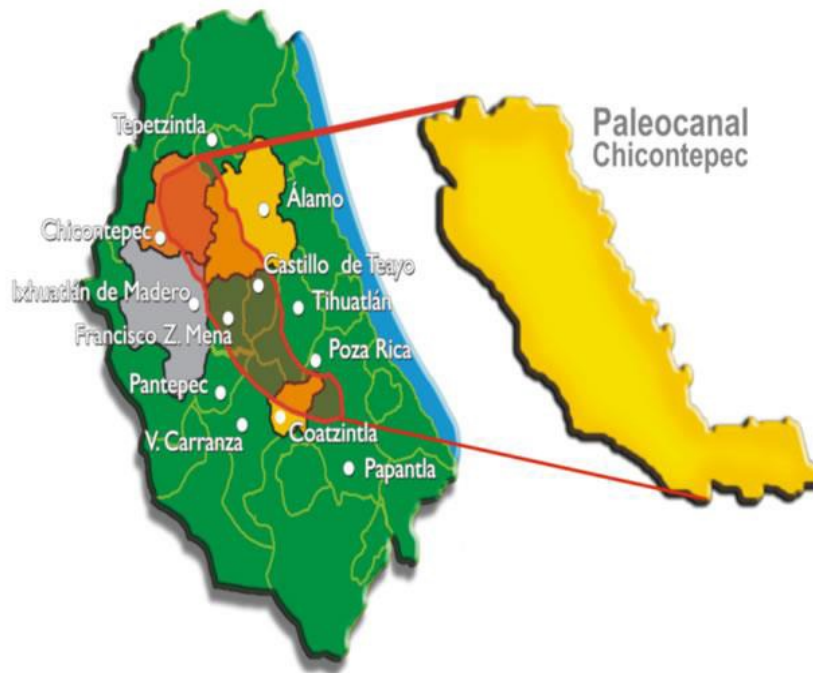 Tepetzintla
Álamo
Chicontepec
Castillo de Teayo
Ixhuatlán de Madero
Tihuatlán
Francisco Z. Mena
Poza Rica
Pantepec
V. Carranza
Coatzintla
Papantla
Paleocanal
Chicontepec